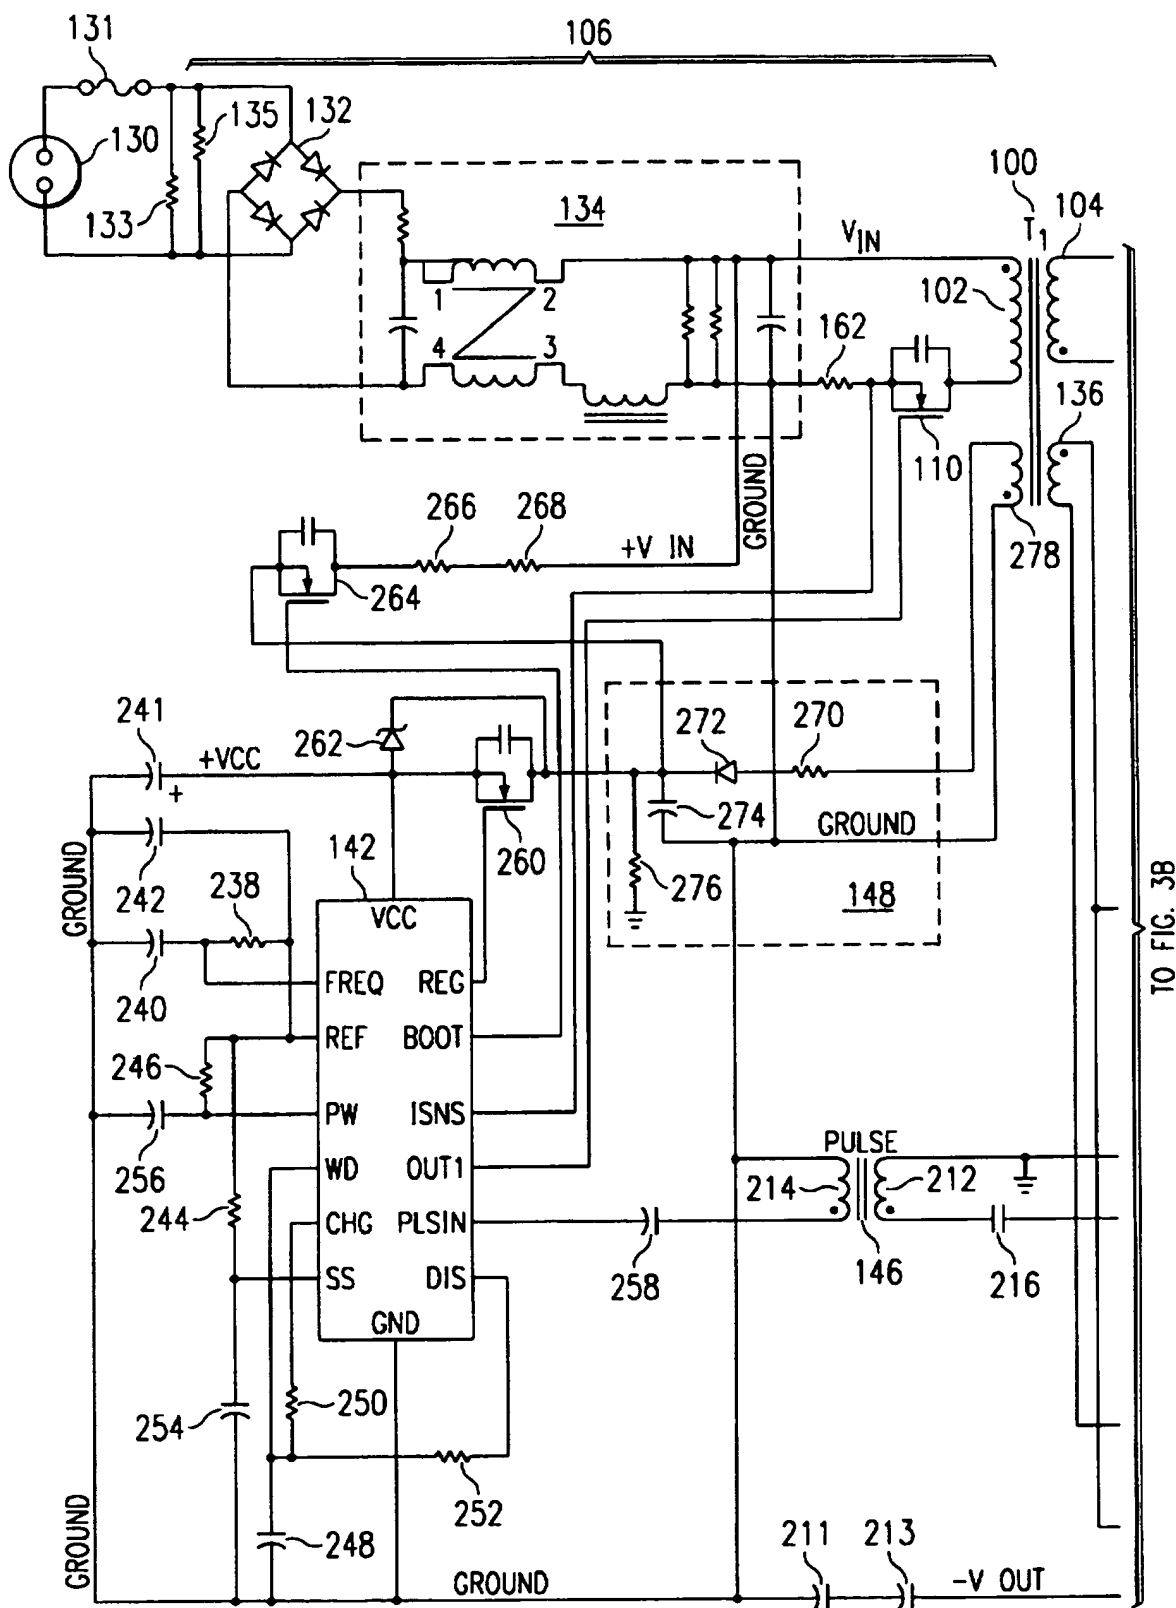 131
106
130
135
132
133
134
100
T1
104
VIN
102
1
2
4
3
162
136
110
GROUND
266
268
+V IN
264
278
241
+VCC
+
262
272
270
274
GROUND
260
276
148
242
142
238
GROUND
240
VCC
FREQ
REG
REF
BOOT
246
PW
ISNS
256
WD
OUT1
244
CHG
PLSIN
SS
DIS
GND
PULSE
214
212
258
146
216
TO FIG. 3B
250
254
252
GROUND
248
GROUND
211
213
-V OUT